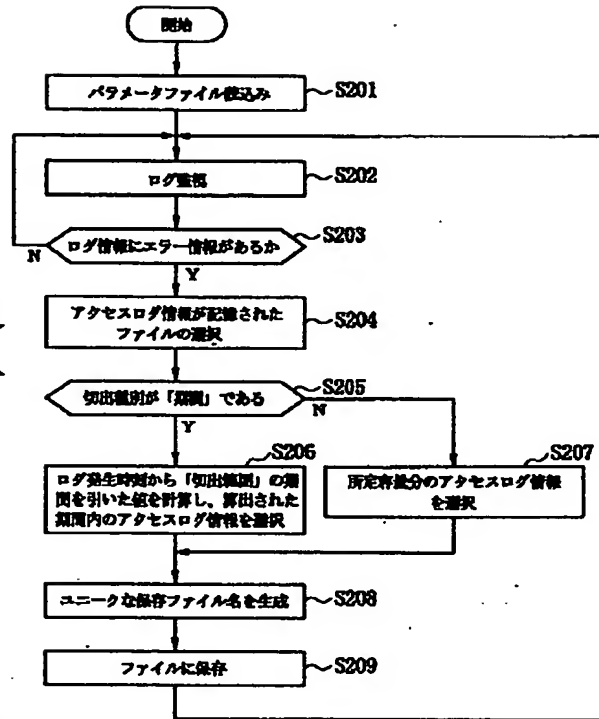 開始
パラメータファイル読込み
S201
ログ監視
S202
ログ情報にエラー情報があるか
S203
N
Y
アクセスログ情報が記録された
ファイルの選択
S204
切出種別が「期間」である
S205
N
Y
S206
ログ発生時刻から「切出範囲」の期
間を引いた値を計算し、算出された
期間内のアクセスログ情報を選択
S207
所定容量分のアクセスログ情報
を選択
ユニークな保存ファイル名を生成
S208
ファイルに保存
S209